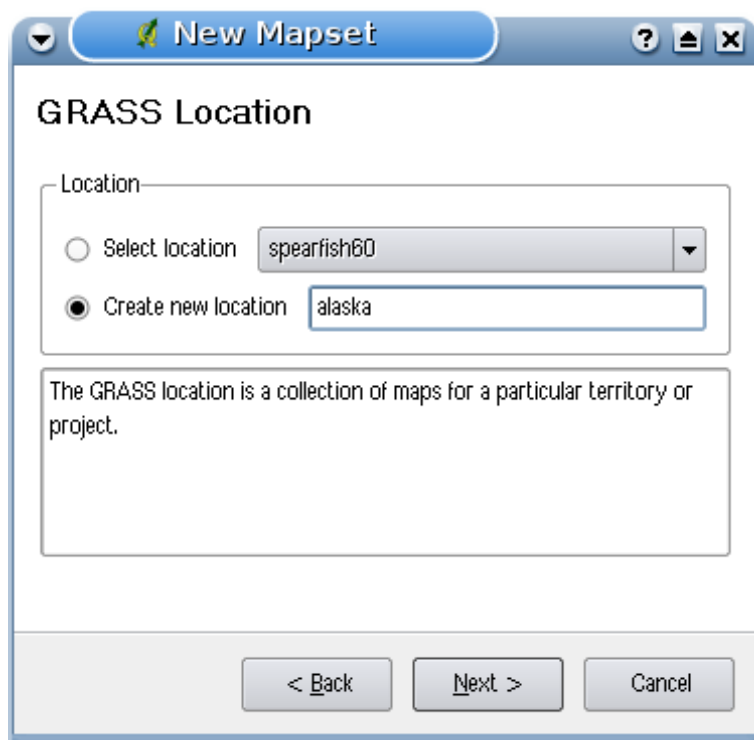 New Mapset
GRASS Location
Location
Select location spearfish60
Create new location alaska
The GRASS location is a collection of maps for a particular territory or
project.
< Back Next > Cancel